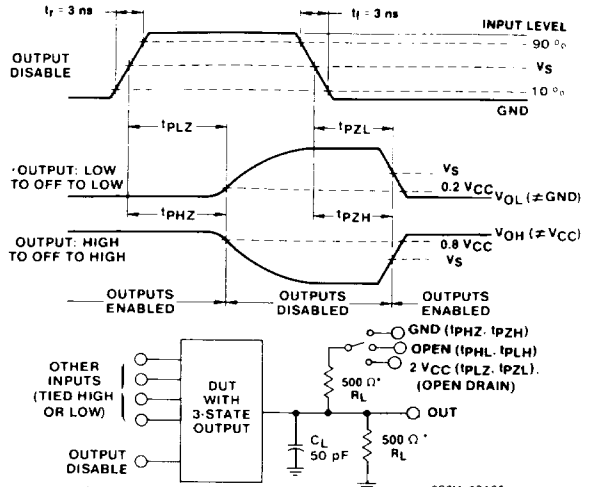 tr = 3 ns
tf = 3 ns
INPUT LEVEL
90 %
VS
10 %
GND
OUTPUT
DISABLE
tPLZ
tPZL
OUTPUT: LOW
TO OFF TO LOW
VS
0.2 VCC
VOL (≠GND)
tPHZ
tPZH
OUTPUT: HIGH
TO OFF TO HIGH
VOH (≠VCC)
0.8 VCC
VS
OUTPUTS
ENABLED
OUTPUTS
DISABLED
OUTPUTS
ENABLED
GND (tPHZ, tPZH)
OPEN (tPHL, tPLH)
2 VCC (tPLZ, tPZL),
(OPEN DRAIN)
OTHER
INPUTS
(TIED HIGH
OR LOW)
DUT
WITH
3-STATE
OUTPUT
500 Ω*
RL
OUT
CL
50 pF
500 Ω*
RL
OUTPUT
DISABLE